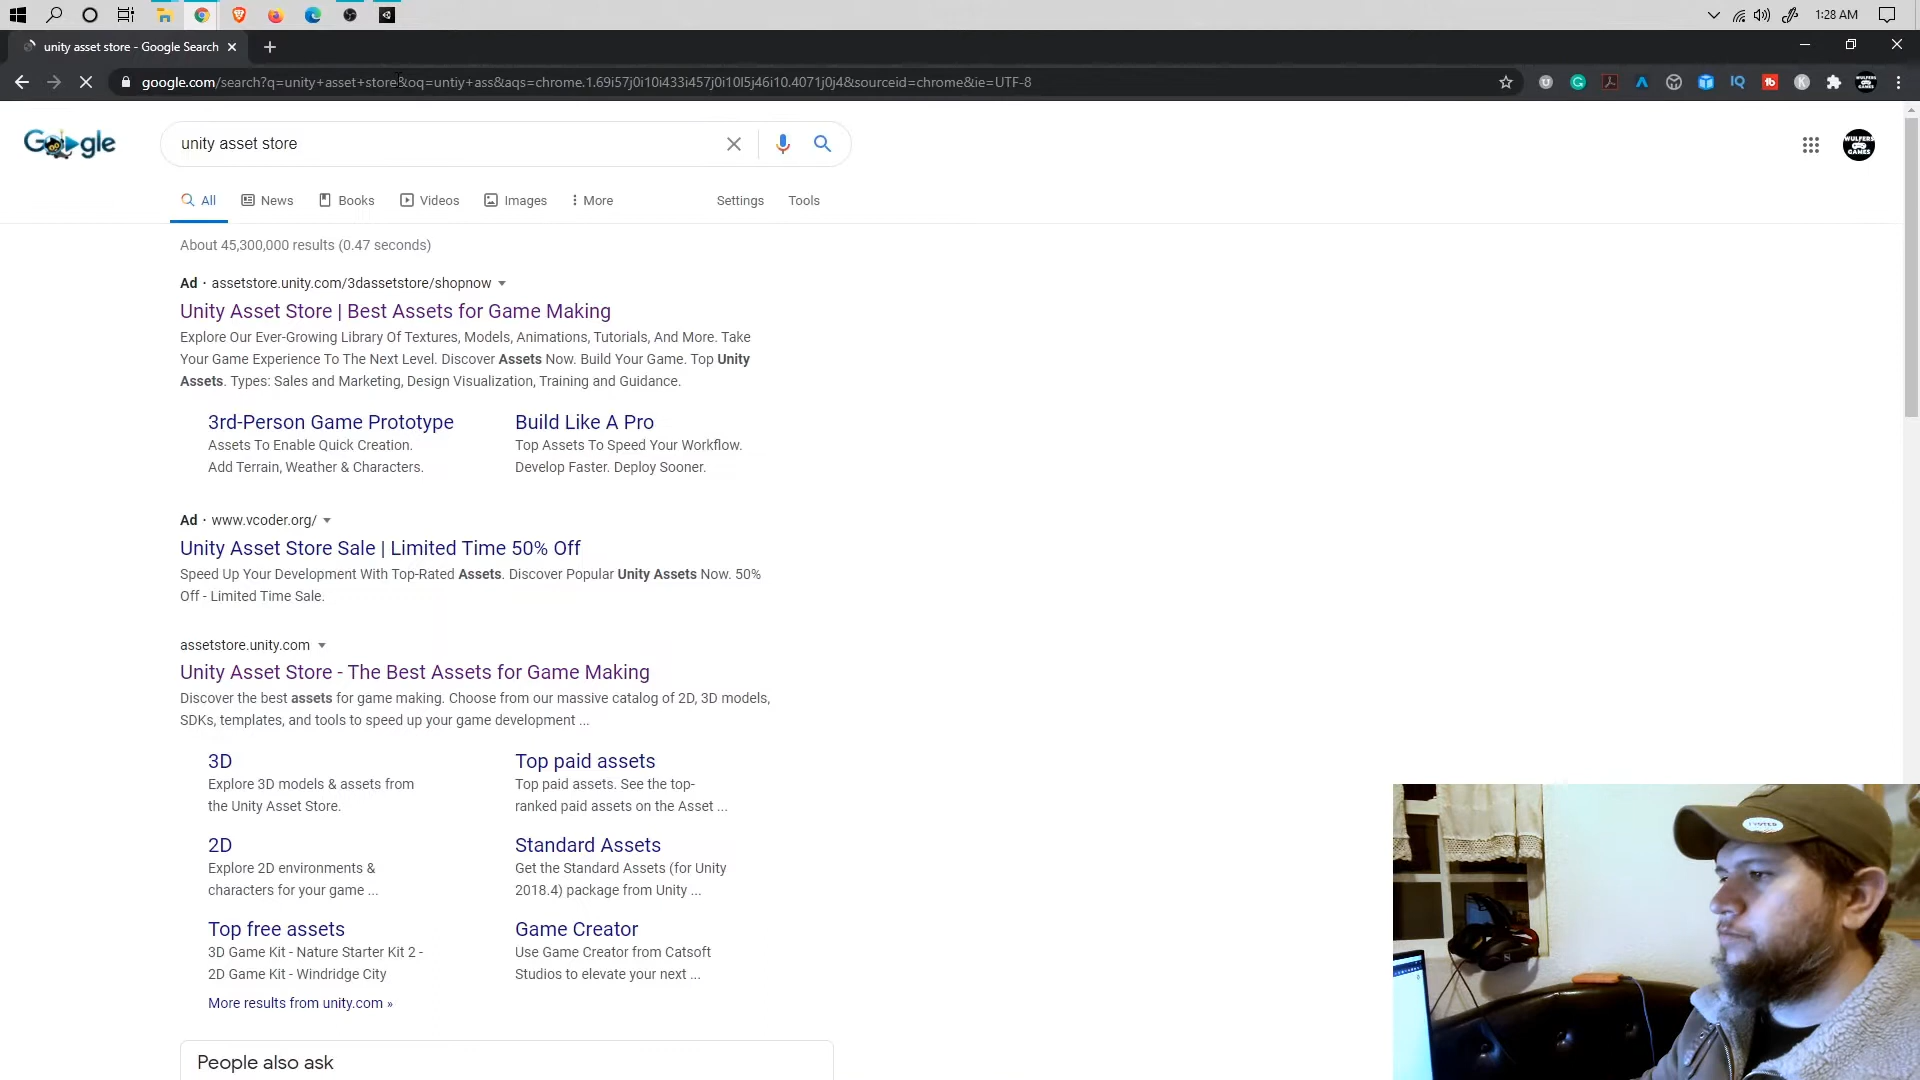 1:28 AM
unity asset store - Google Search
google.com/search?q=unity+asset+store&oq=untiy+ass&aqs=chrome.1.69i57j0i10i433i457j0i10l5j46i10.4071j0j4&sourceid=chrome&ie=UTF-8
Google
unity asset store
WULFERS
GAMES
All News Books Videos Images More Settings Tools
About 45,300,000 results (0.47 seconds)
Ad · assetstore.unity.com/3dassetstore/shopnow
Unity Asset Store | Best Assets for Game Making
Explore Our Ever-Growing Library Of Textures, Models, Animations, Tutorials, And More. Take
Your Game Experience To The Next Level. Discover Assets Now. Build Your Game. Top Unity
Assets. Types: Sales and Marketing, Design Visualization, Training and Guidance.
3rd-Person Game Prototype
Assets To Enable Quick Creation.
Add Terrain, Weather & Characters.
Build Like A Pro
Top Assets To Speed Your Workflow.
Develop Faster. Deploy Sooner.
Ad · www.vcoder.org/
Unity Asset Store Sale | Limited Time 50% Off
Speed Up Your Development With Top-Rated Assets. Discover Popular Unity Assets Now. 50%
Off - Limited Time Sale.
assetstore.unity.com
Unity Asset Store - The Best Assets for Game Making
Discover the best assets for game making. Choose from our massive catalog of 2D, 3D models,
SDKs, templates, and tools to speed up your game development ...
3D
Explore 3D models & assets from
the Unity Asset Store.
Top paid assets
Top paid assets. See the top-
ranked paid assets on the Asset ...
2D
Explore 2D environments &
characters for your game ...
Standard Assets
Get the Standard Assets (for Unity
2018.4) package from Unity ...
Top free assets
3D Game Kit - Nature Starter Kit 2 -
2D Game Kit - Windridge City
Game Creator
Use Game Creator from Catsoft
Studios to elevate your next ...
More results from unity.com »
People also ask